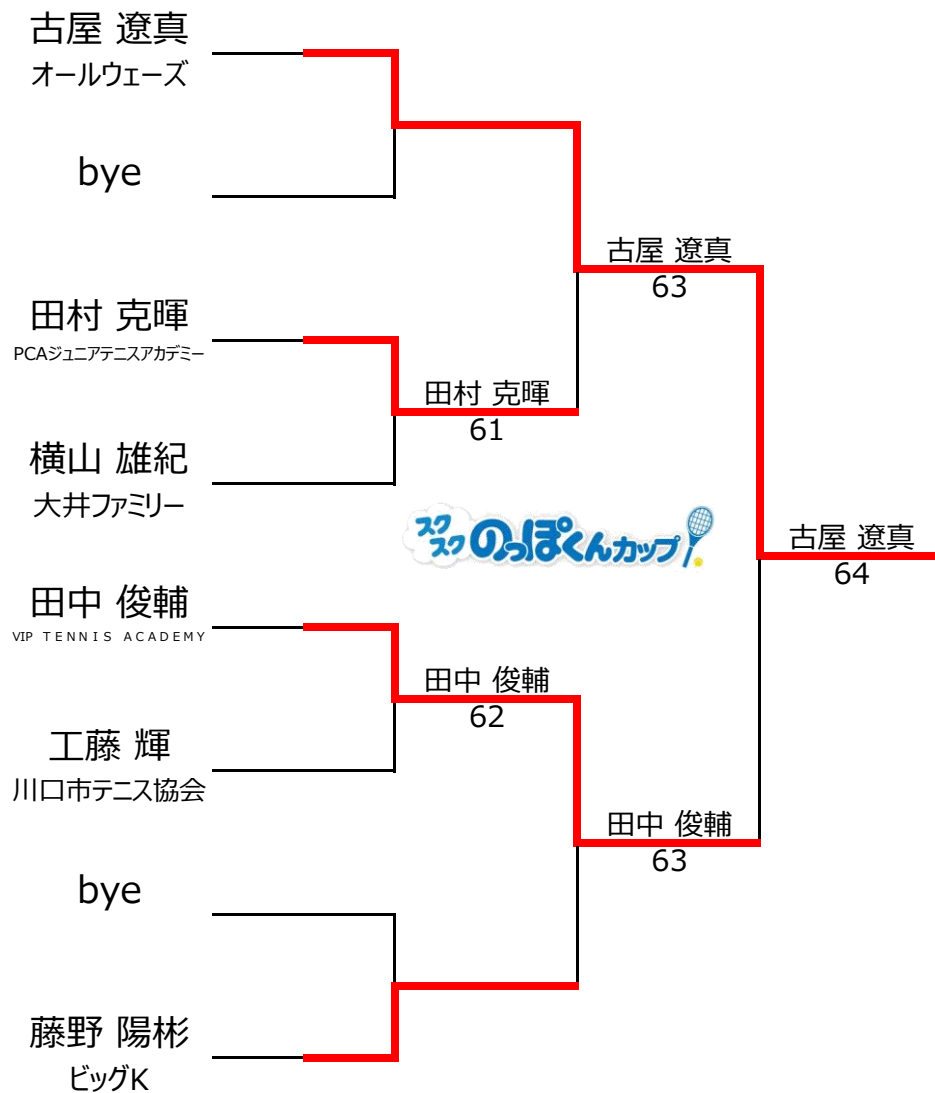 古屋 遼真
オールウェーズ
bye
古屋 遼真
63
田村 克暉
PCAジュニアテニスアカデミー
田村 克暉
61
横山 雄紀
大井ファミリー
スクスク のっぽくんカップ
古屋 遼真
64
田中 俊輔
VIP TENNIS ACADEMY
田中 俊輔
62
工藤 輝
川口市テニス協会
田中 俊輔
63
bye
藤野 陽彬
ビッグK